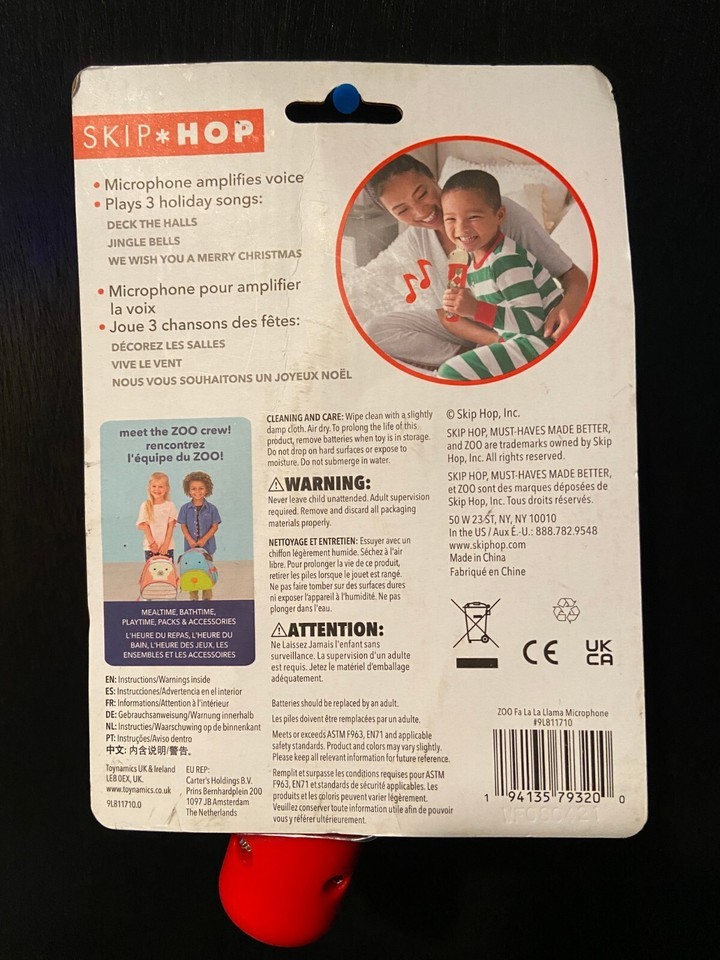 SKIP*HOP
• Microphone amplifies voice
• Plays 3 holiday songs:
DECK THE HALLS
JINGLE BELLS
WE WISH YOU A MERRY CHRISTMAS
• Microphone pour amplifier
la voix
• Joue 3 chansons des fêtes:
DÉCOREZ LES SALLES
VIVE LE VENT
NOUS VOUS SOUHAITONS UN JOYEUX NOËL
meet the ZOO crew!
rencontrez
l'équipe du ZOO!
MEALTIME, BATHTIME,
PLAYTIME, PACKS & ACCESSORIES
L'HEURE DU REPAS, L'HEURE DU
BAIN, L'HEURE DES JEUX, LES
ENSEMBLES ET LES ACCESSOIRES
CLEANING AND CARE: Wipe clean with a slightly
damp cloth. Air dry. To prolong the life of this
product, remove batteries when toy is in storage.
Do not drop on hard surfaces or expose to
moisture. Do not submerge in water.
⚠WARNING:
Never leave child unattended. Adult supervision
required. Remove and discard all packaging
materials properly.
NETTOYAGE ET ENTRETIEN: Essuyer avec un
chiffon légèrement humide. Séchez à l'air
libre. Pour prolonger la vie de ce produit,
retirer les piles lorsque le jouet est rangé.
Ne pas faire tomber sur des surfaces dures
ni exposer l'appareil à l'humidité. Ne pas
plonger dans l'eau.
⚠ATTENTION:
Ne Laissez Jamais l'enfant sans
surveillance. La supervision d'un adulte
est requis. Jetez le matériel d'emballage
adéquatement.
© Skip Hop, Inc.
SKIP HOP, MUST-HAVES MADE BETTER,
and ZOO are trademarks owned by Skip
Hop, Inc. All rights reserved.
SKIP HOP, MUST-HAVES MADE BETTER,
et ZOO sont des marques déposées de
Skip Hop, Inc. Tous droits réservés.
50 W 23 ST, NY, NY 10010
In the US / Aux É.-U.: 888.782.9548
www.skiphop.com
Made in China
Fabriqué en Chine
CE
UK
CA
EN: Instructions/Warnings inside
ES: Instrucciones/Advertencia en el interior
FR: Informations/Attention à l'intérieur
DE: Gebrauchsanweisung/Warnung innerhalb
NL: Instructies/Waarschuwing op de binnenkant
PT: Instruções/Aviso dentro
中文: 内含说明/警告。
Toynamics UK & Ireland
LE8 0EX, UK.
www.toynamics.co.uk
9L811710.0
EU REP:
Carter's Holdings B.V.
Prins Bernhardplein 200
1097 JB Amsterdam
The Netherlands
Batteries should be replaced by an adult.
Les piles doivent être remplacées par un adulte.
Meets or exceeds ASTM F963, EN71 and applicable
safety standards. Product and colors may vary slightly.
Please keep all relevant information for future reference.
Remplit et surpasse les conditions requises pour ASTM
F963, EN71 et standards de sécurité applicables. Les
produits et les coloris peuvent varier légèrement.
Veuillez conserver toute information utile afin de pouvoir
vous y référer ultérieurement.
ZOO Fa La La Llama Microphone
#9L811710
1 94135 79320 0